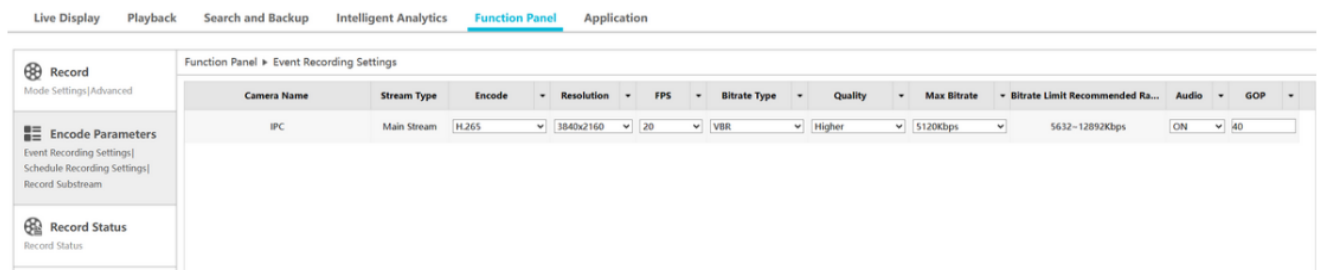 Live Display Playback Search and Backup Intelligent Analytics Function Panel Application
Record
Mode Settings|Advanced
Encode Parameters
Event Recording Settings|
Schedule Recording Settings|
Record Substream
Record Status
Record Status
Function Panel ▸ Event Recording Settings
Camera Name Stream Type Encode Resolution FPS Bitrate Type Quality Max Bitrate Bitrate Limit Recommended Ra... Audio GOP
IPC Main Stream H.265 3840x2160 20 VBR Higher 5120Kbps 5632~12892Kbps ON 40